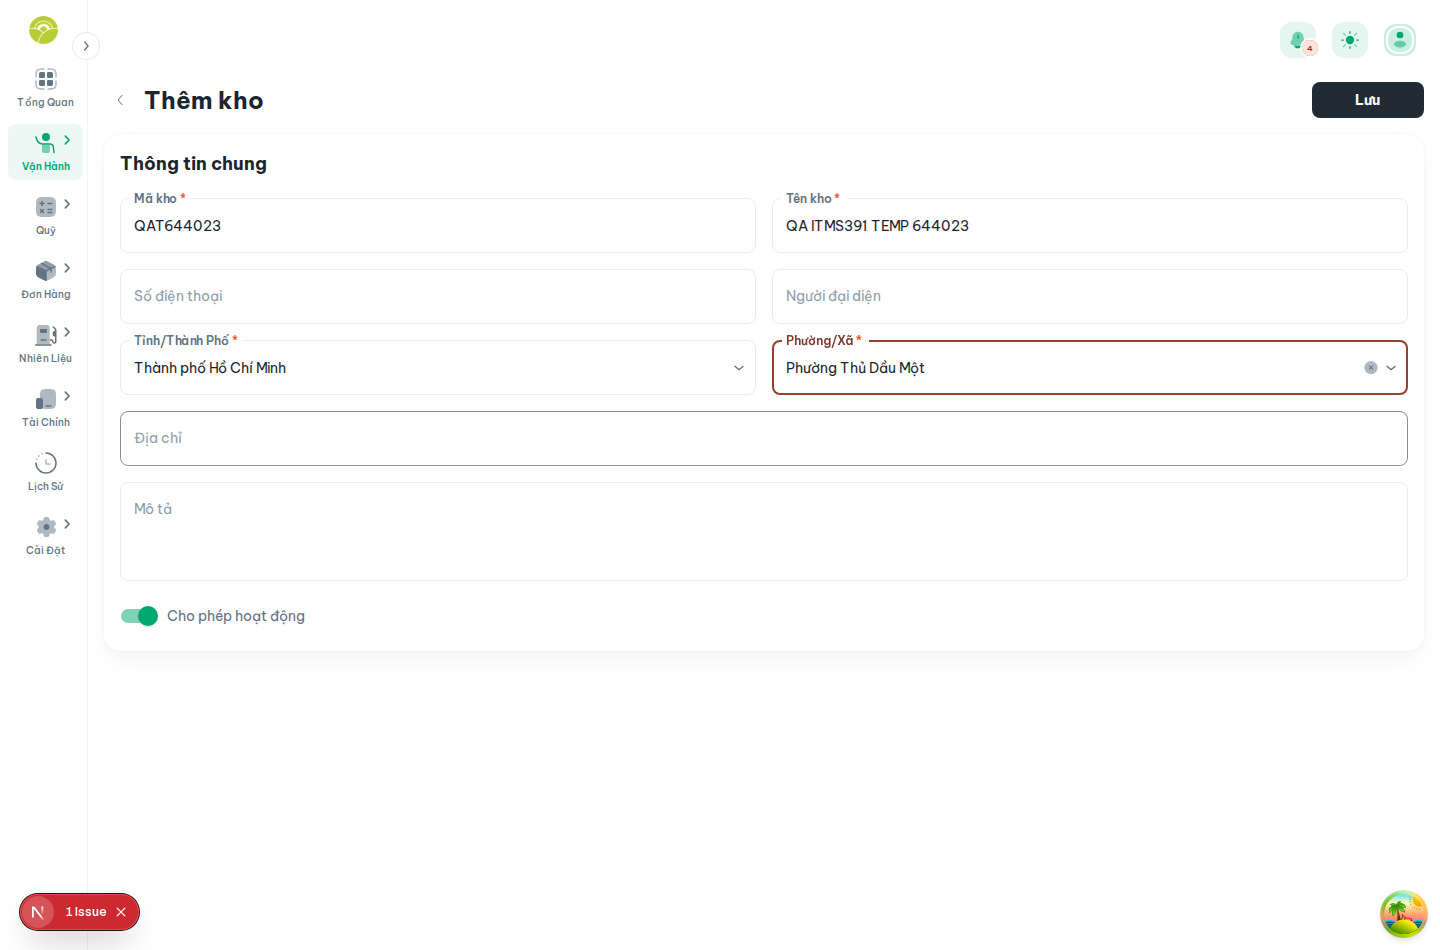 4
Thêm kho
Lưu
Tổng Quan
Vận Hành
Quỹ
Đơn Hàng
Nhiên Liệu
Tài Chính
Lịch Sử
Cài Đặt
Thông tin chung
Mã kho *
QAT644023
Tên kho *
QA ITMS391 TEMP 644023
Số điện thoại
Người đại diện
Tỉnh/Thành Phố *
Thành phố Hồ Chí Minh
Phường/Xã *
Phường Thủ Dầu Một
Địa chỉ
Mô tả
Cho phép hoạt động
N
1 Issue